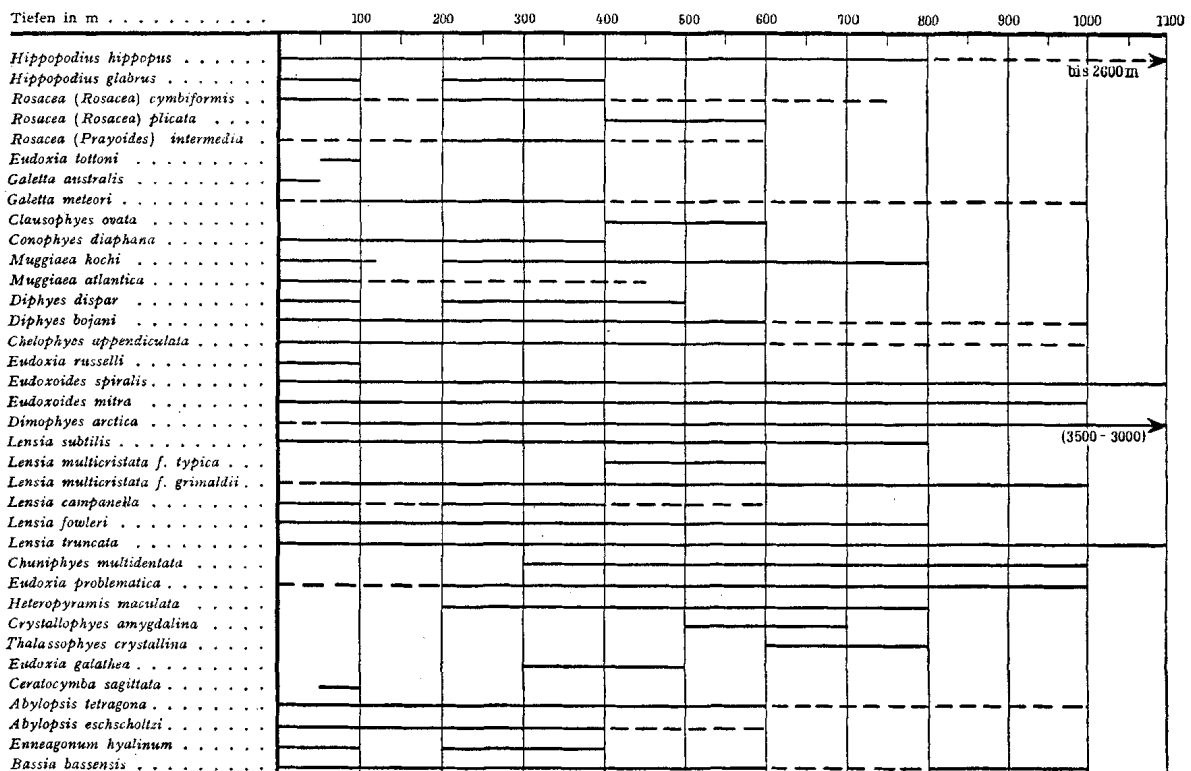 Tiefen in m . . . . . . . . . . . 100 200 300 400 500 600 700 800 900 1000 1100
Hippopodius hippopus . . . . . .
bis 2600 m
Hippopodius glabrus . . . . . . .
Rosacea (Rosacea) cymbiformis . .
Rosacea (Rosacea) plicata . . . .
Rosacea (Prayoides) intermedia .
Eudoxia tottoni . . . . . . . . .
Galetta australis . . . . . . . .
Galetta meteori . . . . . . . . .
Clausophyes ovata . . . . . . .
Conophyes diaphana . . . . . . .
Muggiaea kochi . . . . . . . . .
Muggiaea atlantica . . . . . . . .
Diphyes dispar . . . . . . . . .
Diphyes bojani . . . . . . . . .
Chelophyes appendiculata . . . . .
Eudoxia russelli . . . . . . . . .
Eudoxoides spiralis . . . . . . . .
Eudoxoides mitra . . . . . . . .
Dimophyes arctica . . . . . . . .
(3500 - 3000)
Lensia subtilis . . . . . . . . . .
Lensia multicristata f. typica . . .
Lensia multicristata f. grimaldii . .
Lensia campanella . . . . . . . .
Lensia fowleri . . . . . . . . . .
Lensia truncata . . . . . . . . .
Chuniphyes multidentata . . . . .
Eudoxia problematica . . . . . . .
Heteropyramis maculata . . . . .
Crystallophyes amygdalina . . . .
Thalassophyes crystallina . . . . .
Eudoxia galathea . . . . . . . . .
Ceratocymba sagittata . . . . . . .
Abylopsis tetragona . . . . . . . .
Abylopsis eschscholtzi . . . . . . .
Enneagonum hyalinum . . . . . .
Bassia bassensis . . . . . . . . .